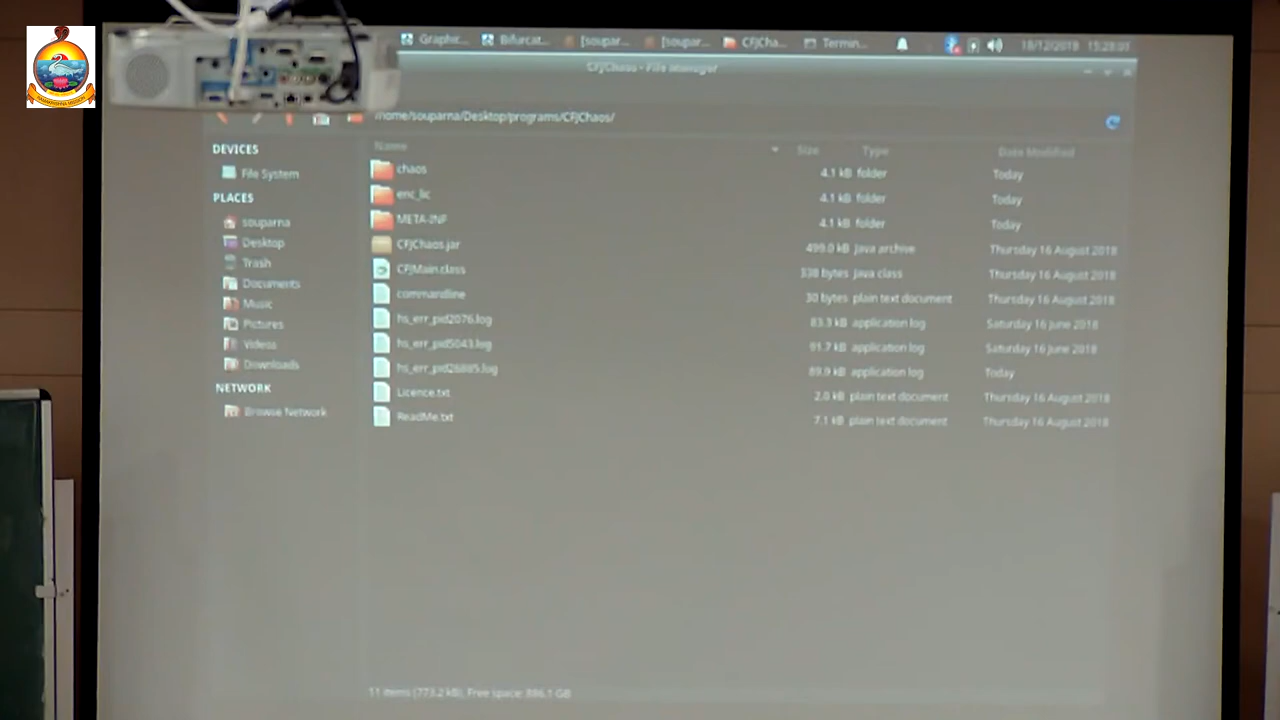 Graphic... Bifurcat... [soupar... [soupar... CFJCha... Termin... 18/12/2018 15:28:03
CFJChaos - File Manager
/home/souparna/Desktop/programs/CFJChaos/
DEVICES
File System
PLACES
souparna
Desktop
Trash
Documents
Music
Pictures
Videos
Downloads
NETWORK
Browse Network
Name Size Type Date Modified
chaos 4.1 kB folder Today
enc_lic 4.1 kB folder Today
META-INF 4.1 kB folder Today
CFJChaos.jar 499.0 kB Java archive Thursday 16 August 2018
CFJMain.class 338 bytes Java class Thursday 16 August 2018
commandline 30 bytes plain text document Thursday 16 August 2018
hs_err_pid2076.log 83.3 kB application log Saturday 16 June 2018
hs_err_pid5043.log 91.7 kB application log Saturday 16 June 2018
hs_err_pid26885.log 89.9 kB application log Today
Licence.txt 2.0 kB plain text document Thursday 16 August 2018
ReadMe.txt 7.1 kB plain text document Thursday 16 August 2018
11 items (773.2 kB), Free space: 886.1 GB